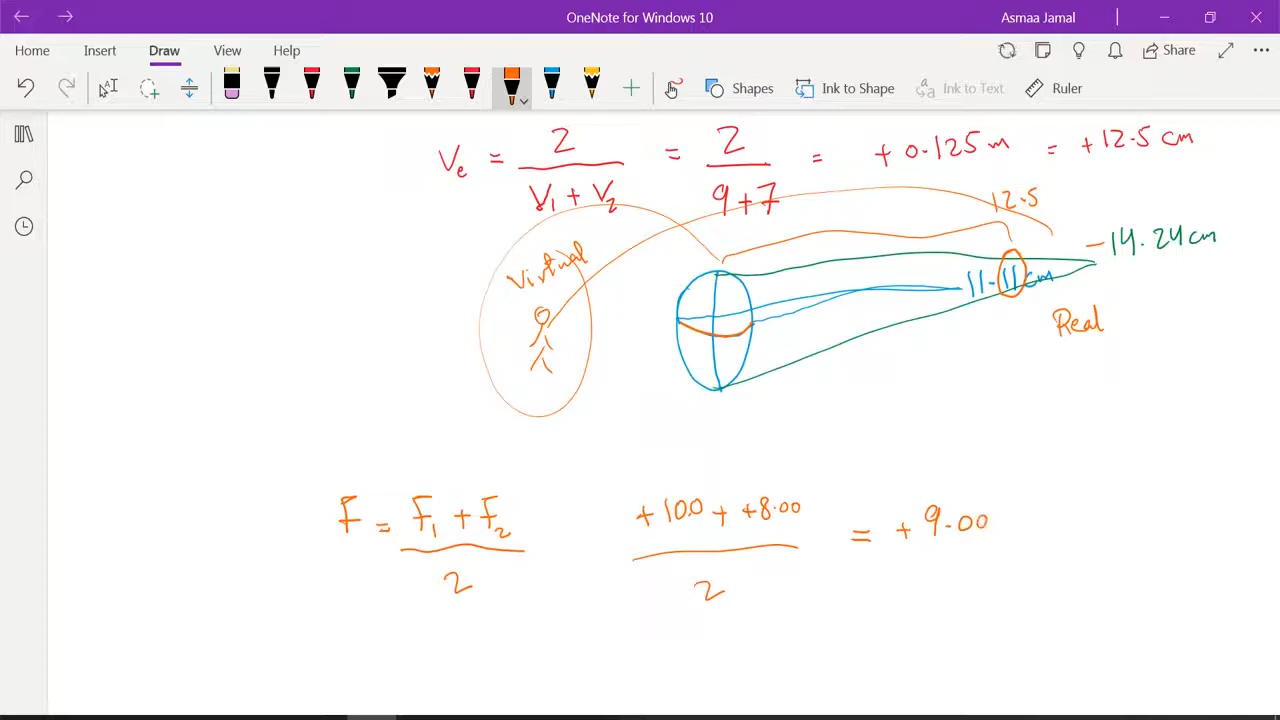 OneNote for Windows 10
Asmaa Jamal
Home Insert Draw View Help
Share
Shapes Ink to Shape Ink to Text Ruler
Ve = 2 / V1 + V2 = 2 / 9 + 7 = + 0.125 m = +12.5 cm
12.5
-14.24 cm
Virtual
11.11 cm
Real
F = F1 + F2 / 2 +10.0 + +8.00 / 2 = + 9.00